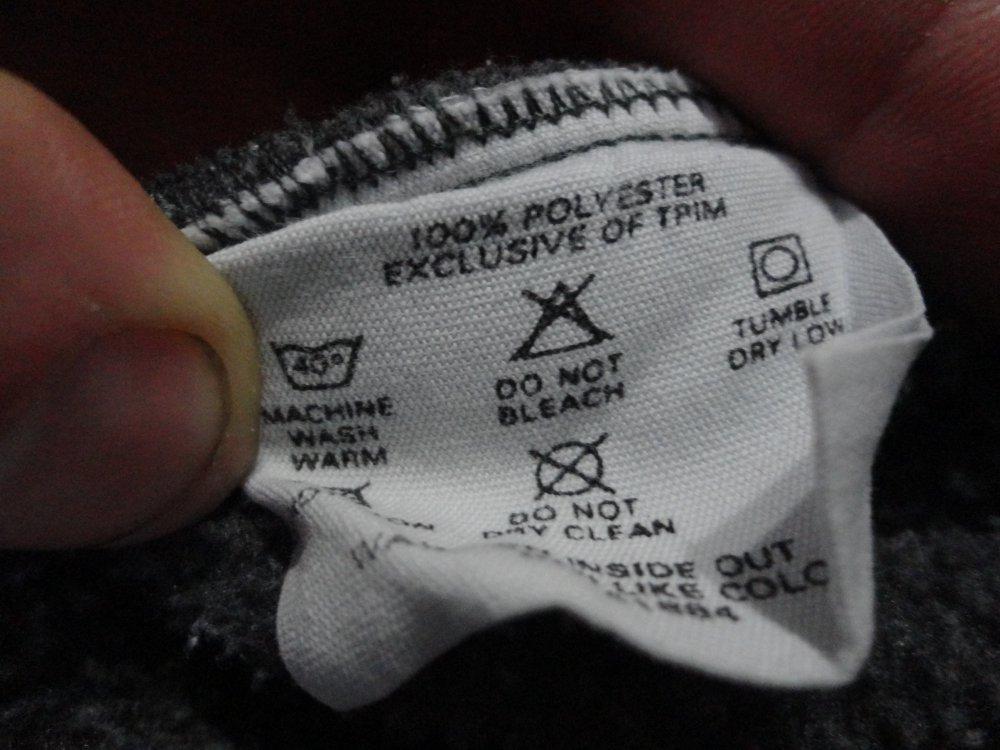 100% POLYESTER
EXCLUSIVE OF TRIM
40°
MACHINE
WASH
WARM
DO NOT
BLEACH
TUMBLE
DRY LOW
DO NOT
DRY CLEAN
INSIDE OUT
LIKE COLO